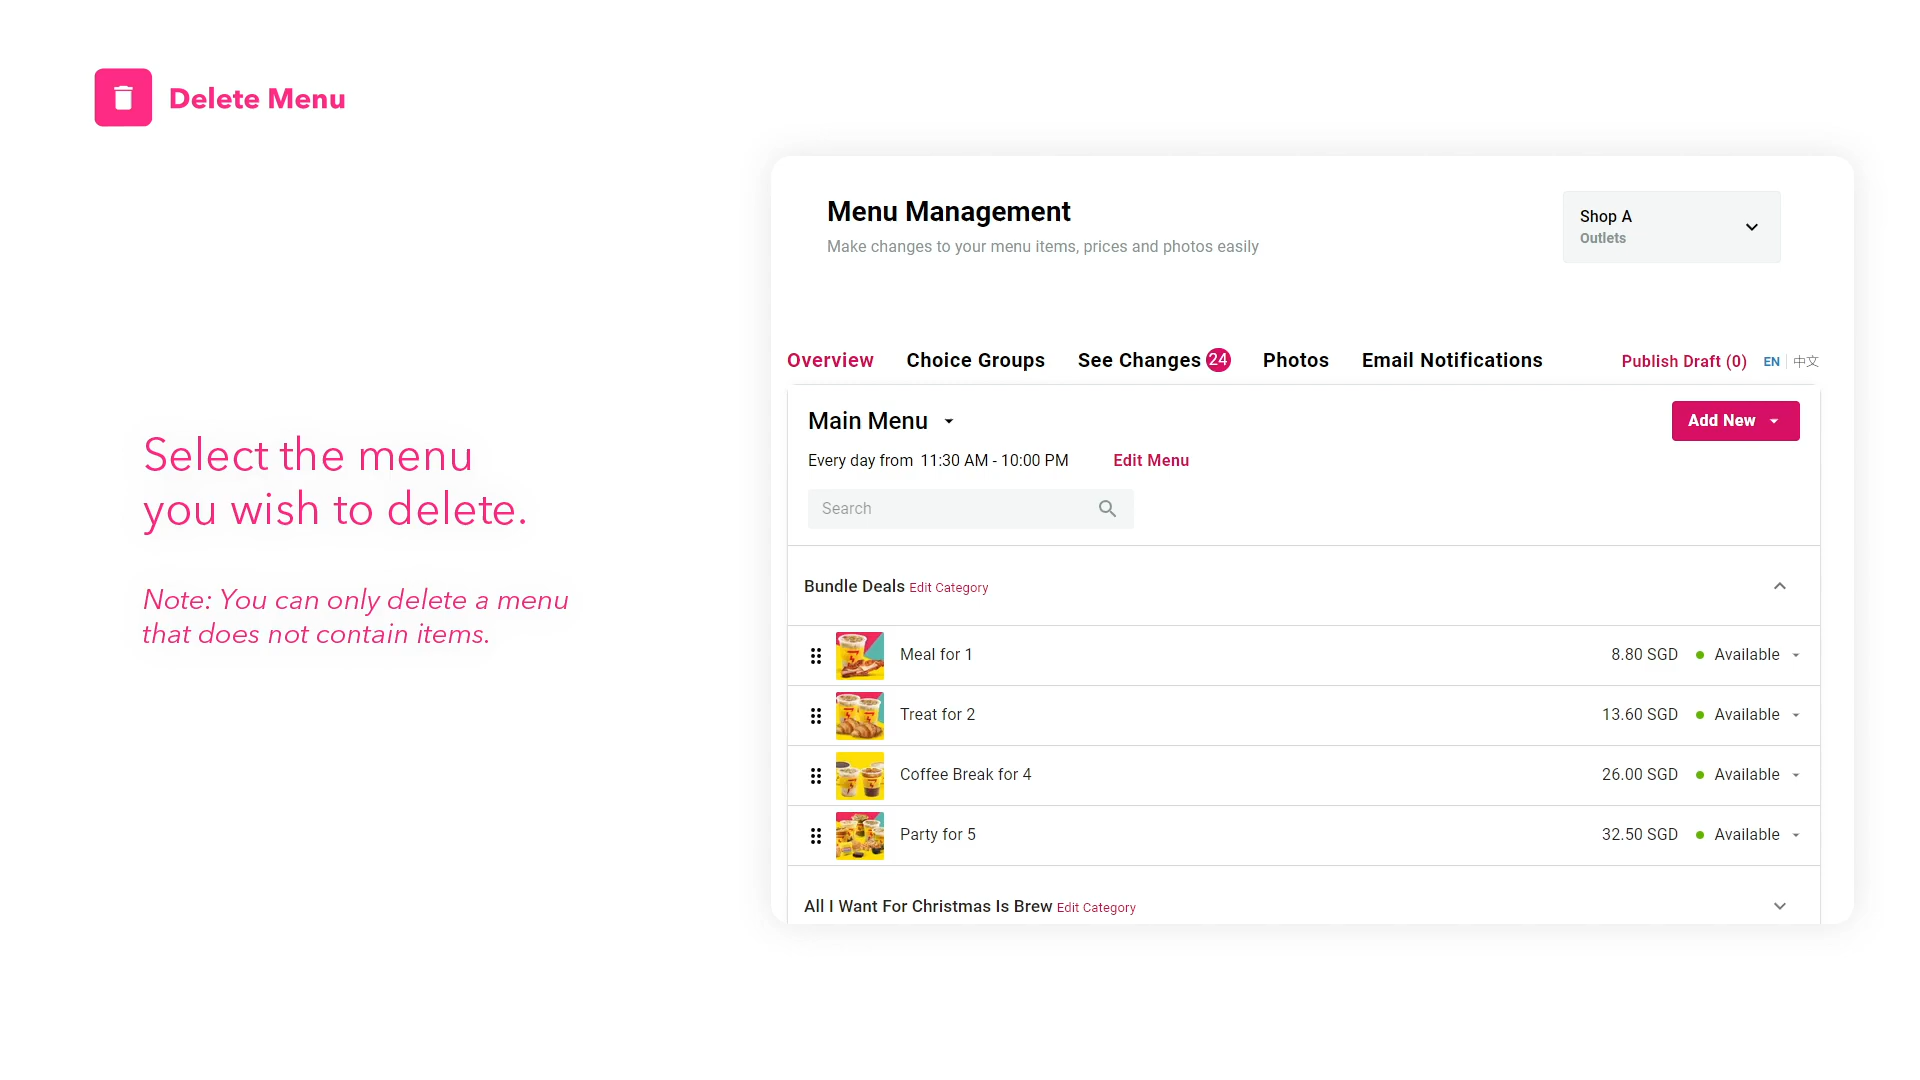 Delete Menu
Select the menu
you wish to delete.
Note: You can only delete a menu
that does not contain items.
Menu Management
Make changes to your menu items, prices and photos easily
Shop A
Outlets
Overview Choice Groups See Changes 24 Photos Email Notifications Publish Draft (0) EN 中文
Main Menu
Add New
Every day from 11:30 AM - 10:00 PM Edit Menu
Search
Bundle Deals Edit Category
Meal for 1 8.80 SGD Available
Treat for 2 13.60 SGD Available
Coffee Break for 4 26.00 SGD Available
Party for 5 32.50 SGD Available
All I Want For Christmas Is Brew Edit Category